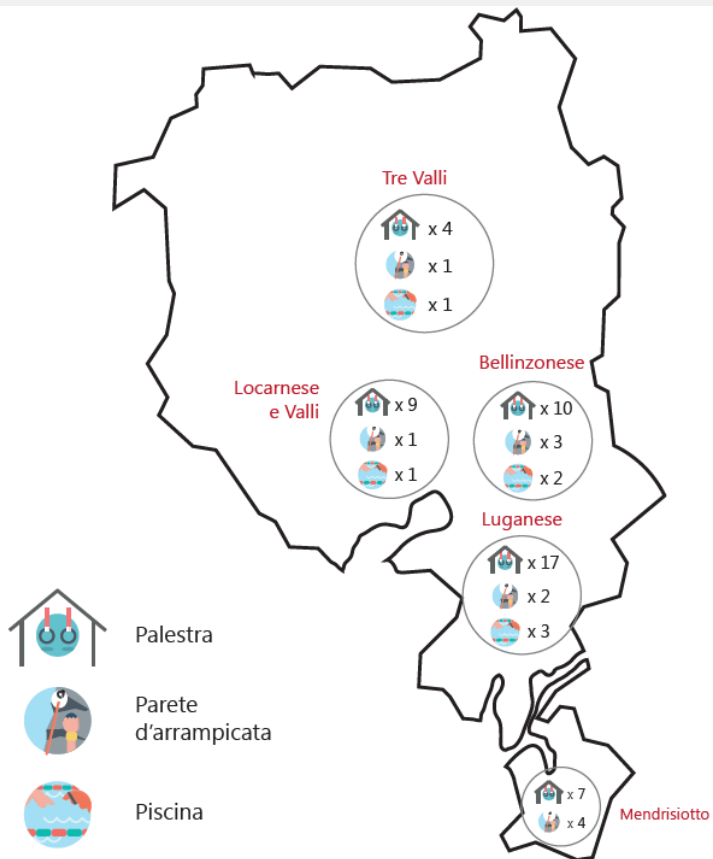 Tre Valli
x 4
x 1
x 1
Locarnese
e Valli
x 9
x 1
x 1
Bellinzonese
x 10
x 3
x 2
Luganese
x 17
x 2
x 3
Palestra
Parete
d'arrampicata
Piscina
x 7
x 4
Mendrisiotto